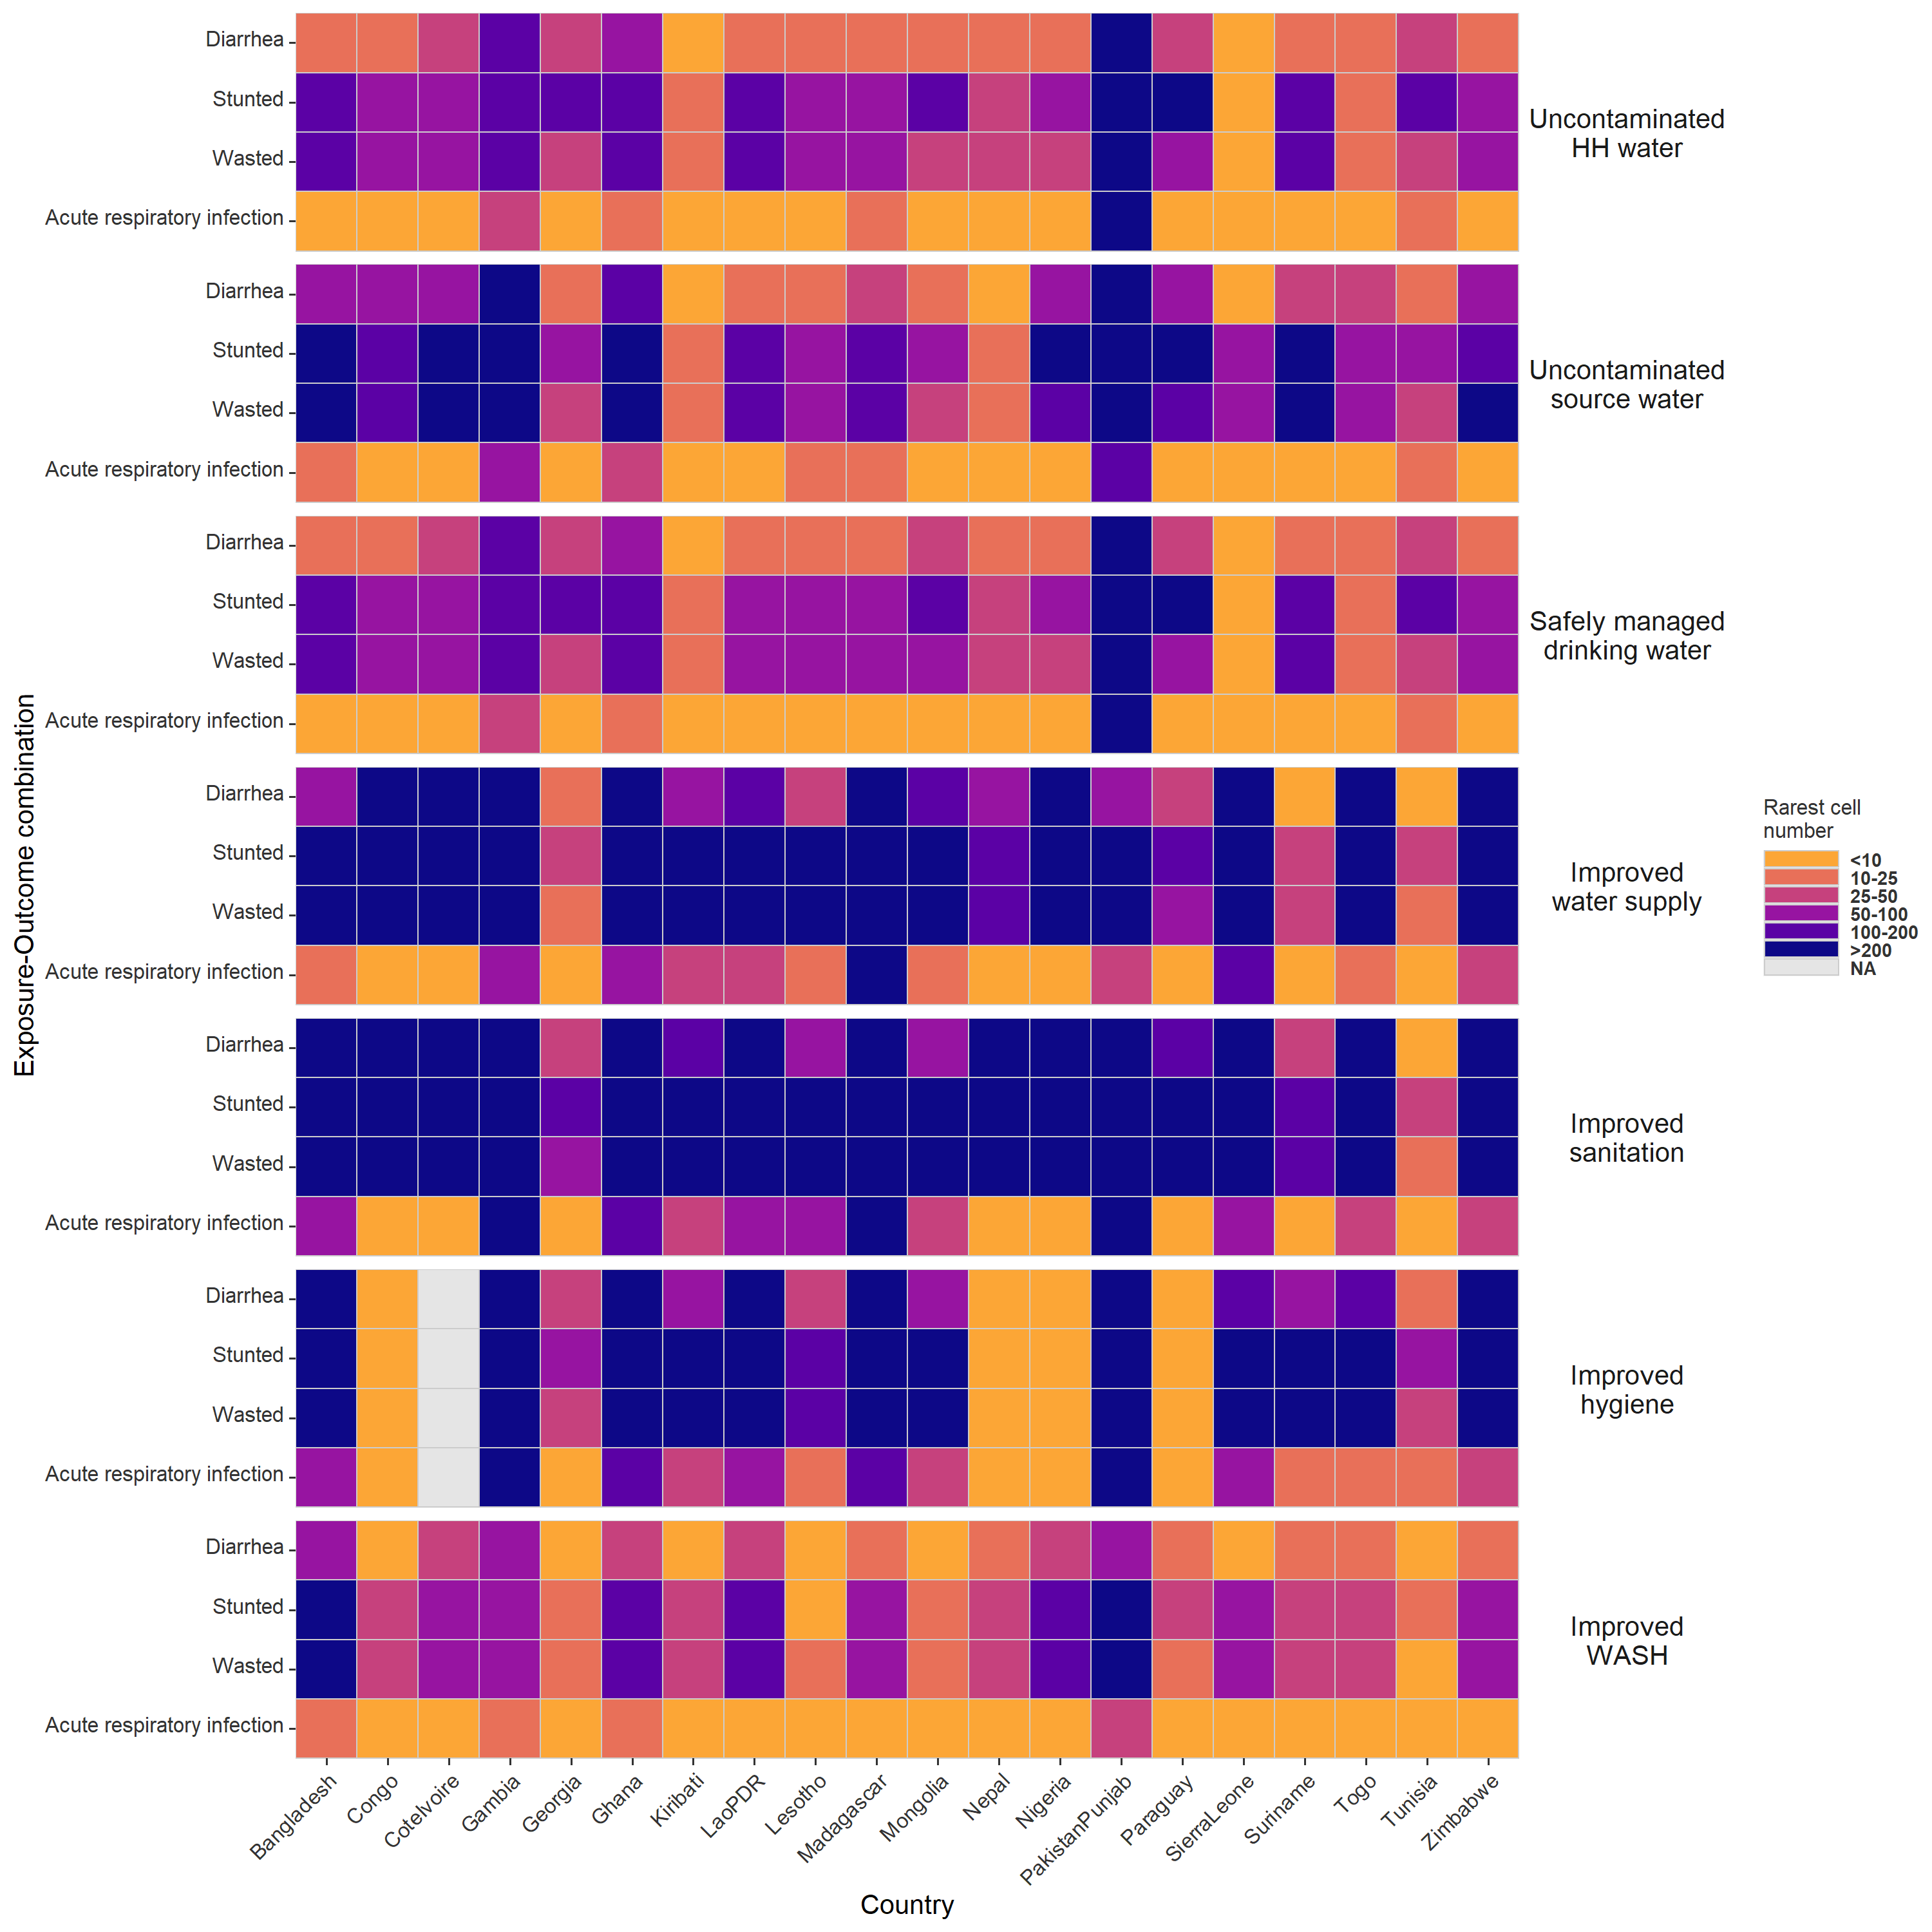 Diarrhea
Stunted
Wasted
Acute respiratory infection
Uncontaminated
HH water
Diarrhea
Stunted
Wasted
Acute respiratory infection
Uncontaminated
source water
Diarrhea
Stunted
Wasted
Acute respiratory infection
Safely managed
drinking water
Diarrhea
Stunted
Wasted
Acute respiratory infection
Improved
water supply
Diarrhea
Stunted
Wasted
Acute respiratory infection
Improved
sanitation
Diarrhea
Stunted
Wasted
Acute respiratory infection
Improved
hygiene
Diarrhea
Stunted
Wasted
Acute respiratory infection
Improved
WASH
Exposure-Outcome combination
Bangladesh
Congo
CoteIvoire
Gambia
Georgia
Ghana
Kiribati
LaoPDR
Lesotho
Madagascar
Mongolia
Nepal
Nigeria
PakistanPunjab
Paraguay
SierraLeone
Suriname
Togo
Tunisia
Zimbabwe
Country
Rarest cell
number
<10
10-25
25-50
50-100
100-200
>200
NA